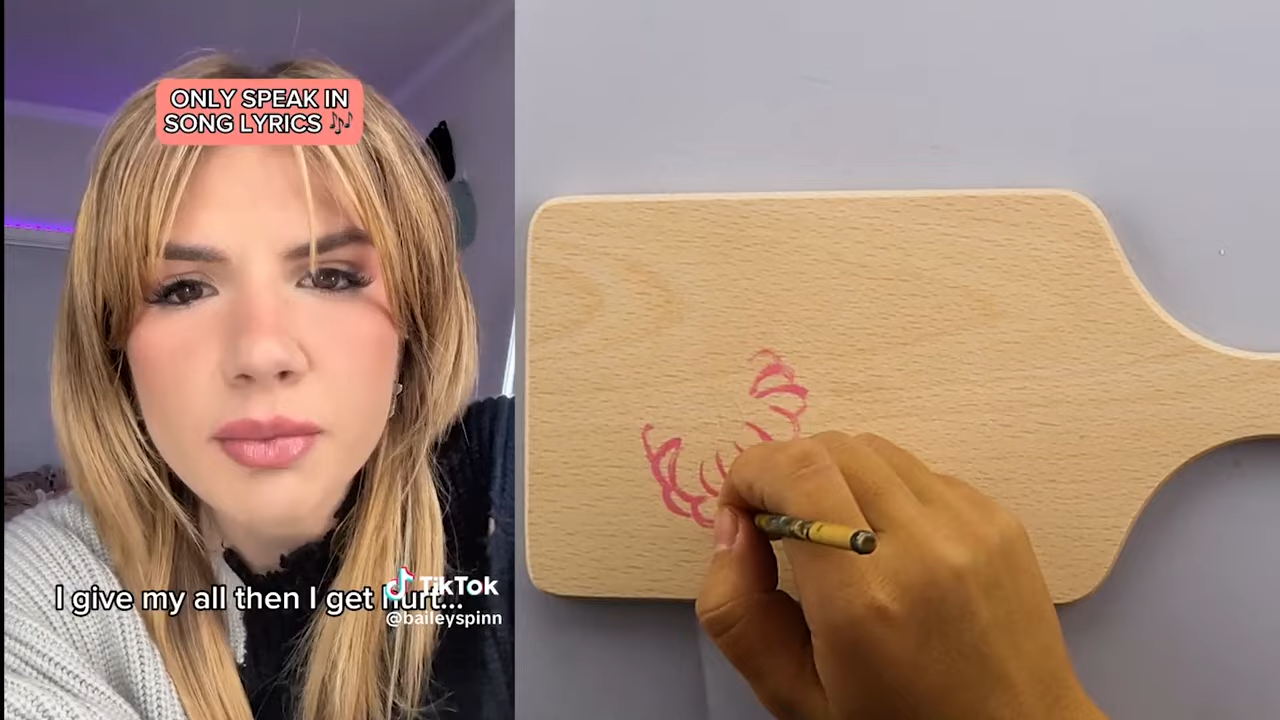 ONLY SPEAK IN
SONG LYRICS 🎶
I give my all then I get hurt...
TikTok
@baileyspinn